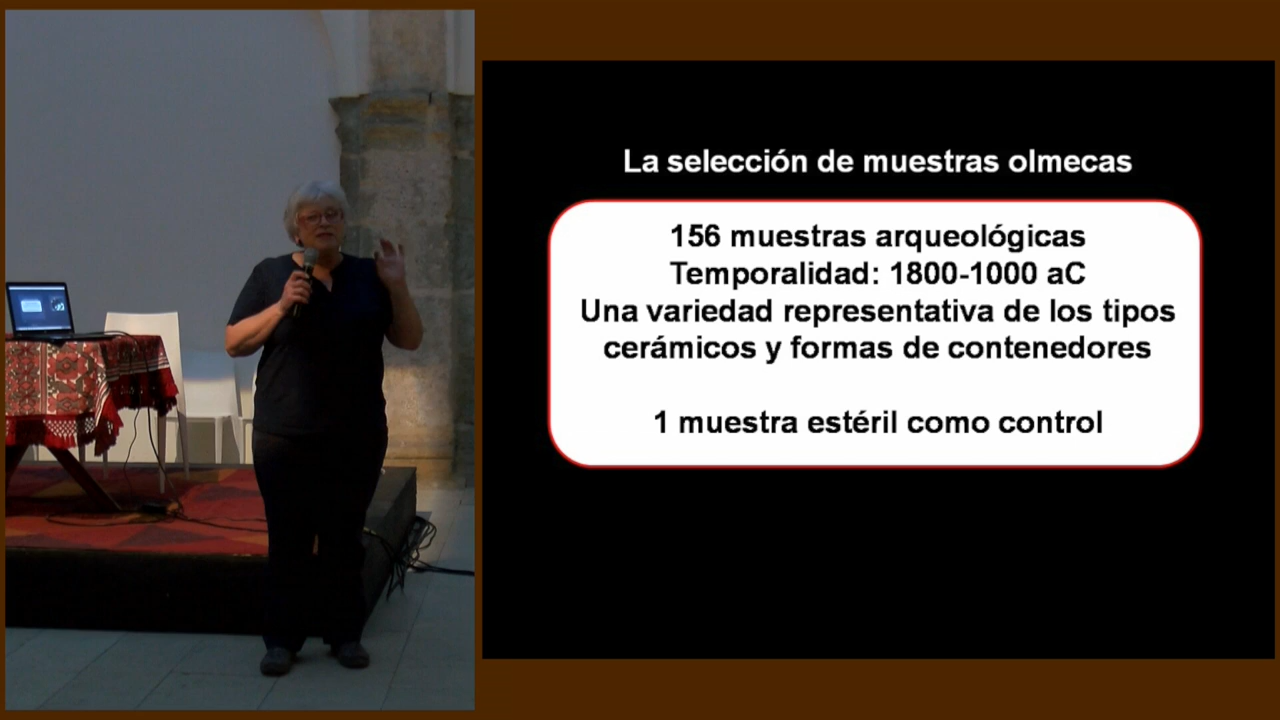 La selección de muestras olmecas
156 muestras arqueológicas
Temporalidad: 1800-1000 aC
Una variedad representativa de los tipos
cerámicos y formas de contenedores
1 muestra estéril como control